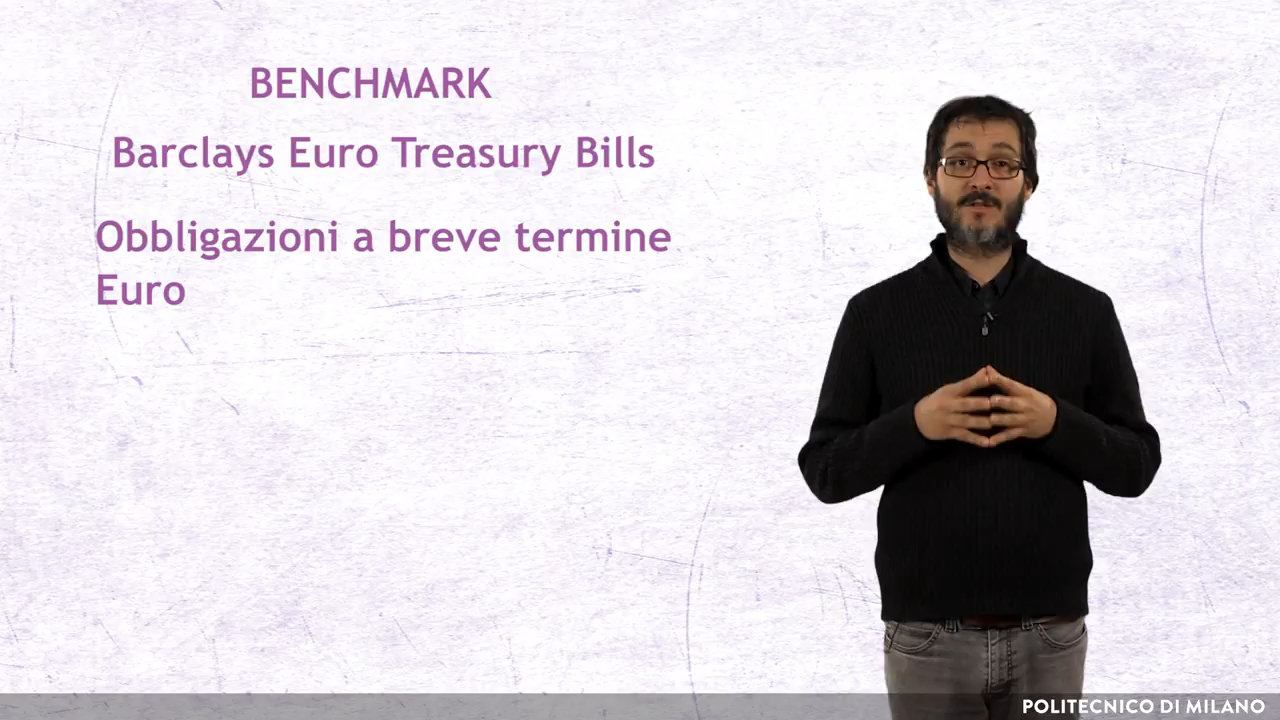 BENCHMARK
Barclays Euro Treasury Bills
Obbligazioni a breve termine
Euro
POLITECNICO DI MILANO